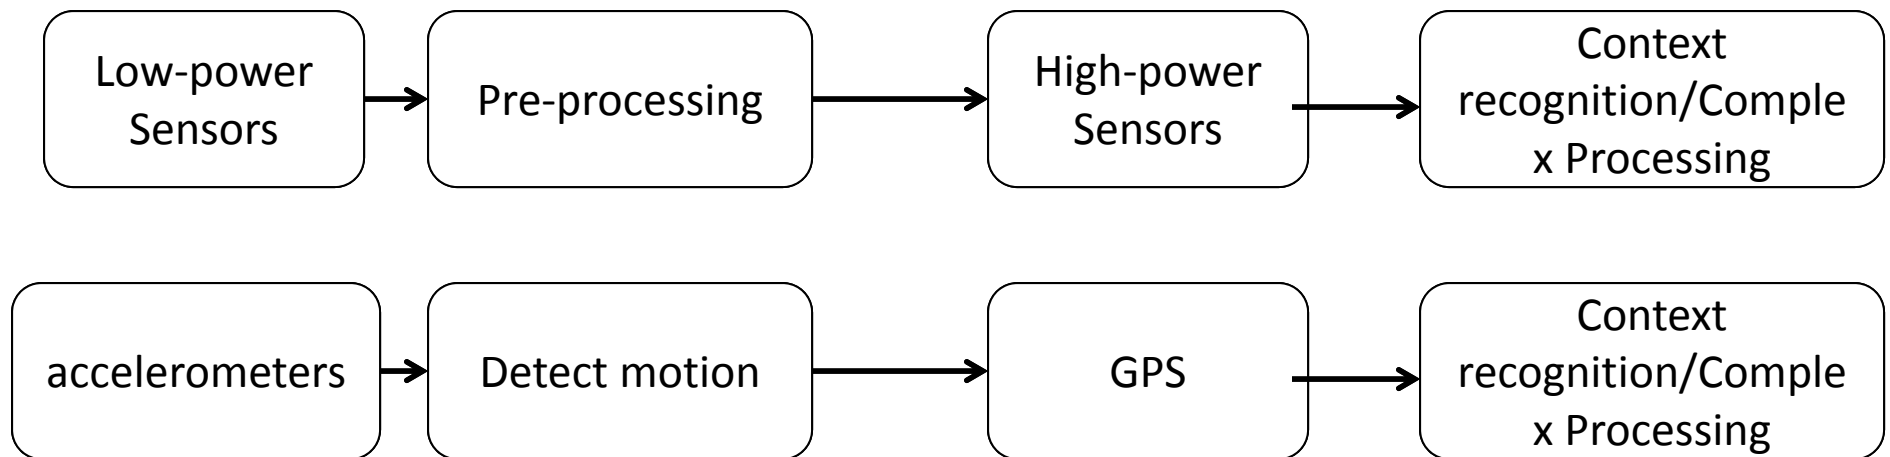 Low-power
Sensors
Pre-processing
High-power
Sensors
Context
recognition/Comple
x Processing
accelerometers
Detect motion
GPS
Context
recognition/Comple
x Processing